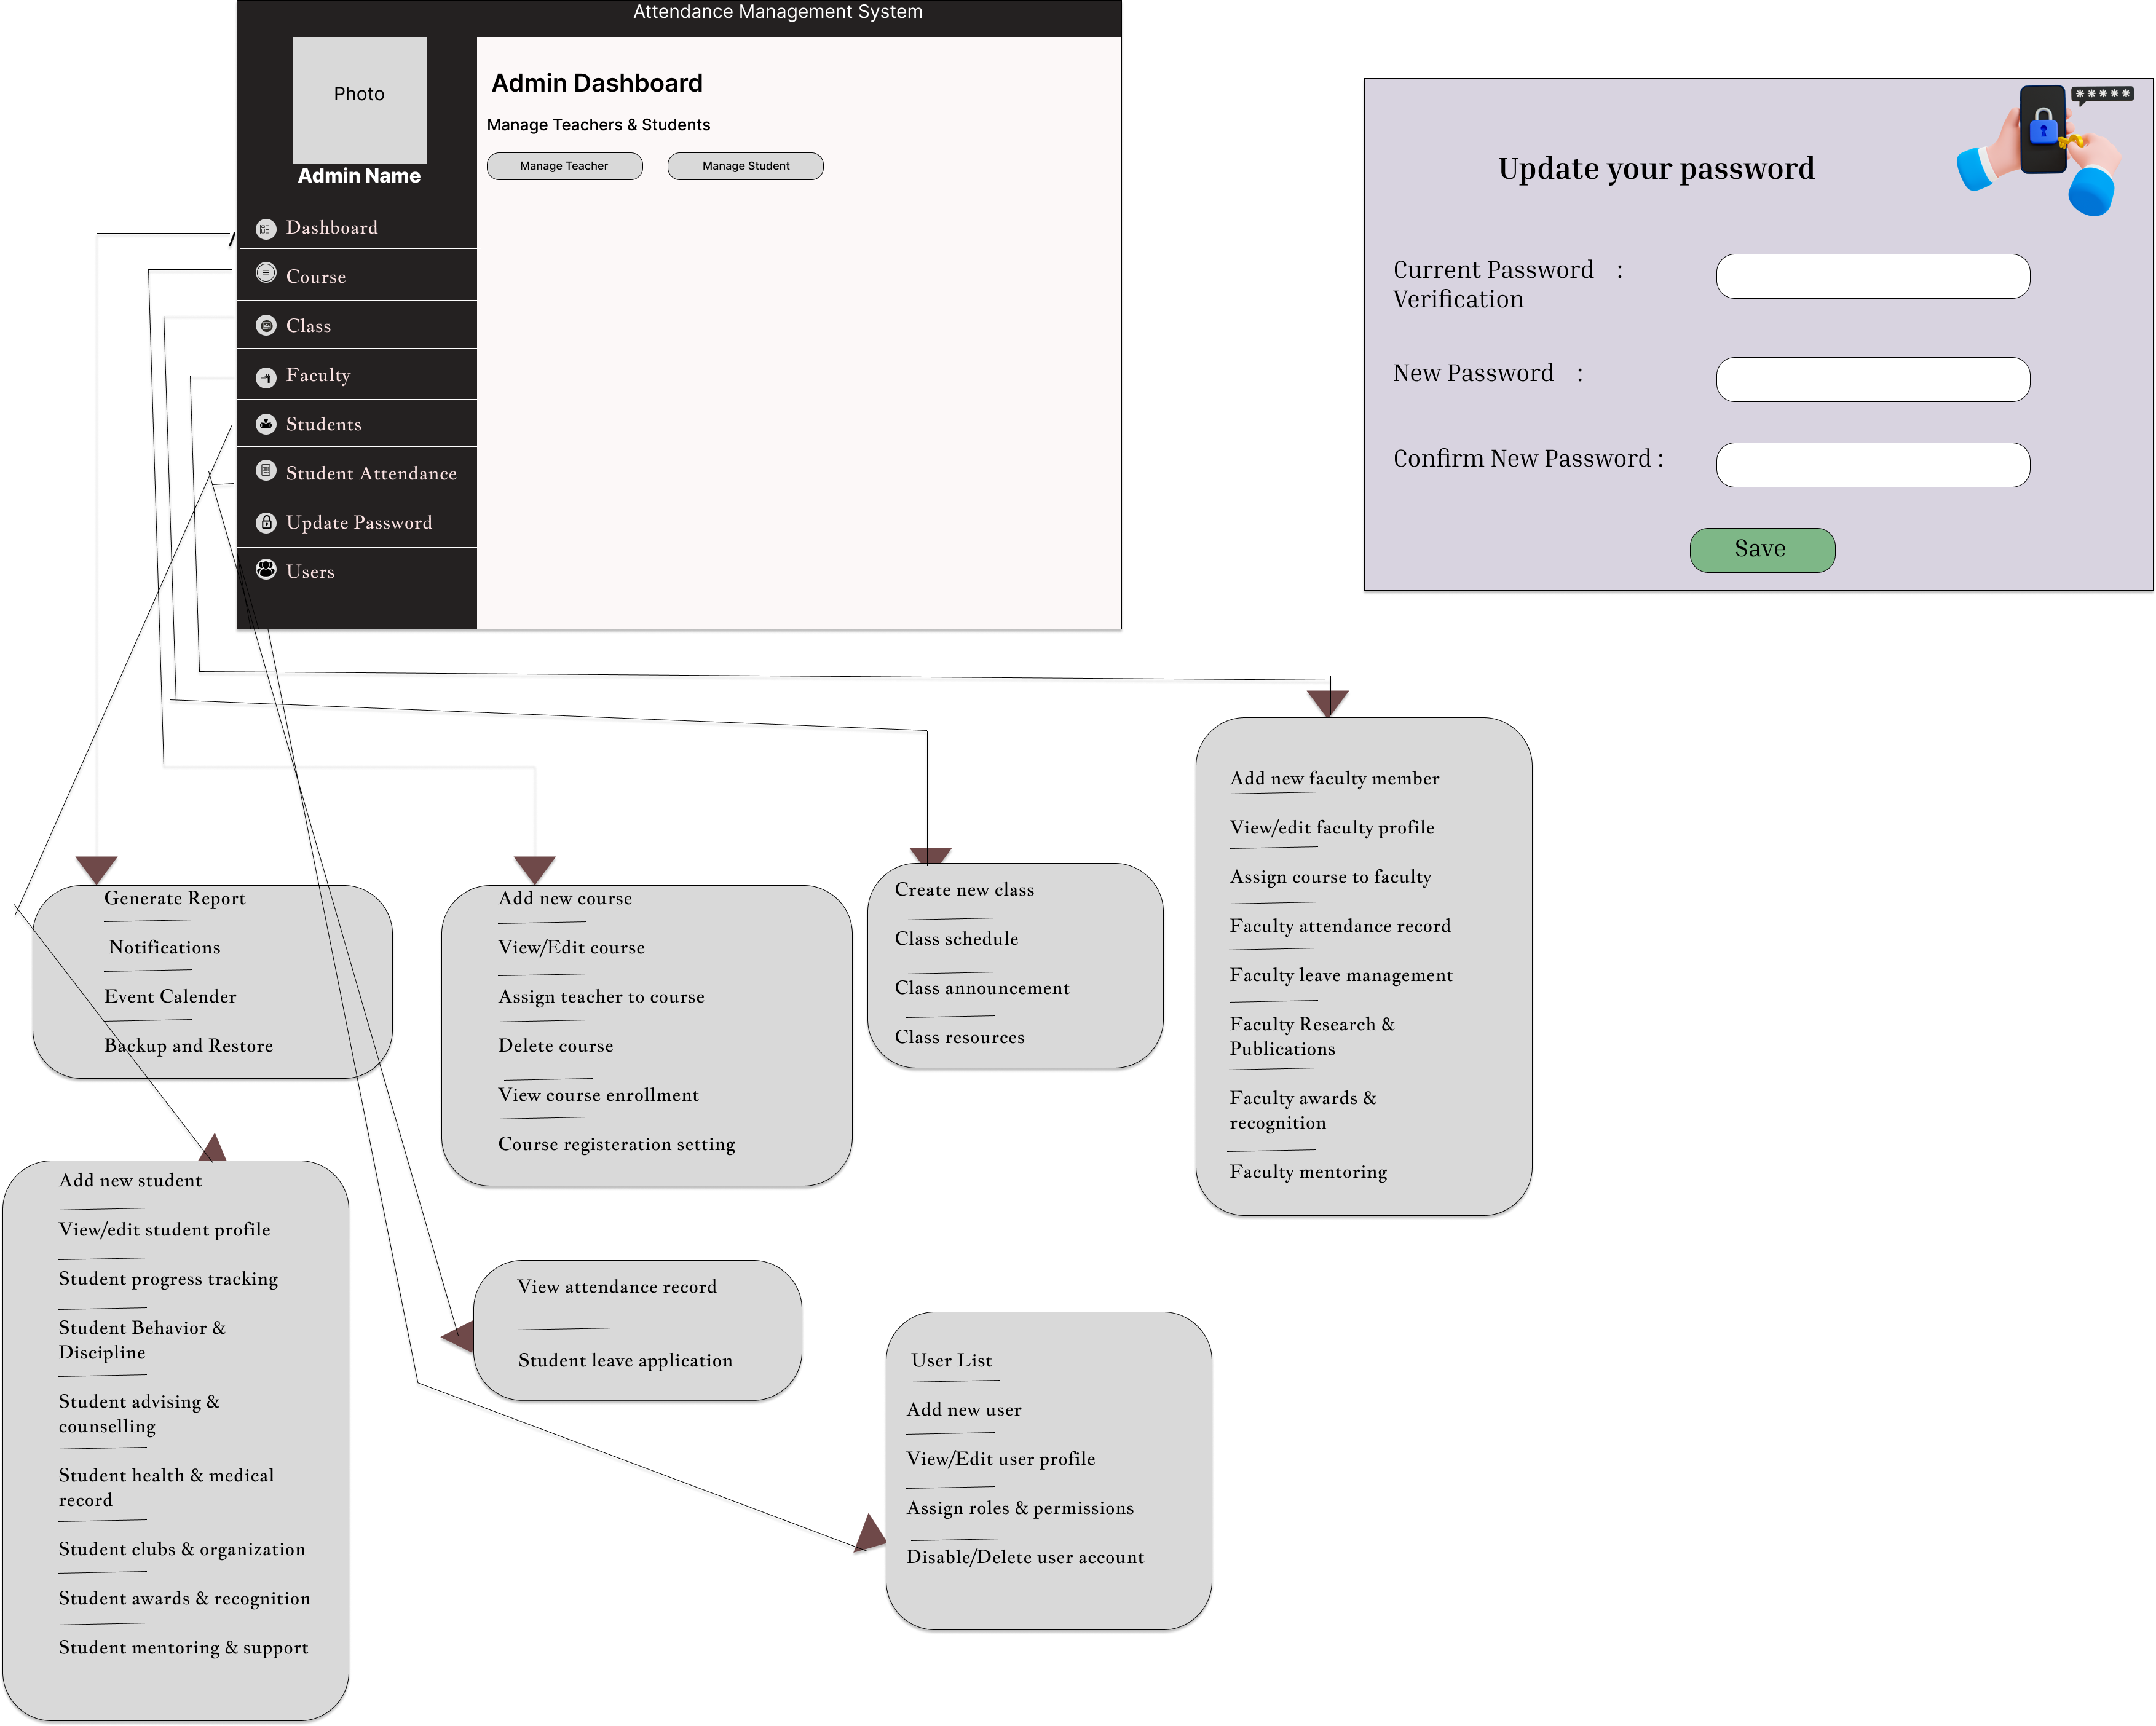 Attendance Management System
Photo
Admin Name
Dashboard
Course
Class
Faculty
Students
Student Attendance
Update Password
Users
Admin Dashboard
Manage Teachers & Students
Manage Teacher
Manage Student
*****
Update your password
Current Password :
Verification
New Password :
Confirm New Password :
Save
Generate Report
Notifications
Event Calender
Backup and Restore
Add new course
View/Edit course
Assign teacher to course
Delete course
View course enrollment
Course registeration setting
Create new class
Class schedule
Class announcement
Class resources
Add new faculty member
View/edit faculty profile
Assign course to faculty
Faculty attendance record
Faculty leave management
Faculty Research &
Publications
Faculty awards &
recognition
Faculty mentoring
Add new student
View/edit student profile
Student progress tracking
Student Behavior &
Discipline
Student advising &
counselling
Student health & medical
record
Student clubs & organization
Student awards & recognition
Student mentoring & support
View attendance record
Student leave application
User List
Add new user
View/Edit user profile
Assign roles & permissions
Disable/Delete user account